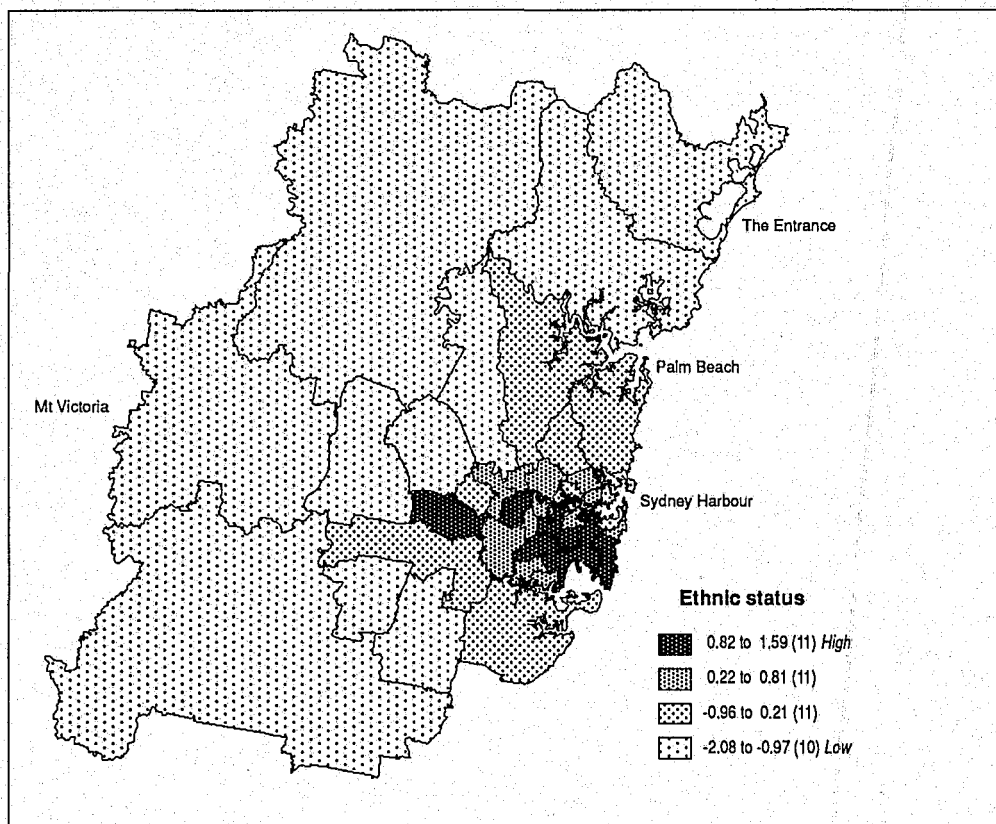 The Entrance
Palm Beach
Mt Victoria
Sydney Harbour
Ethnic status
0.82 to 1.59 (11) High
0.22 to 0.81 (11)
-0.96 to 0.21 (11)
-2.08 to -0.97 (10) Low